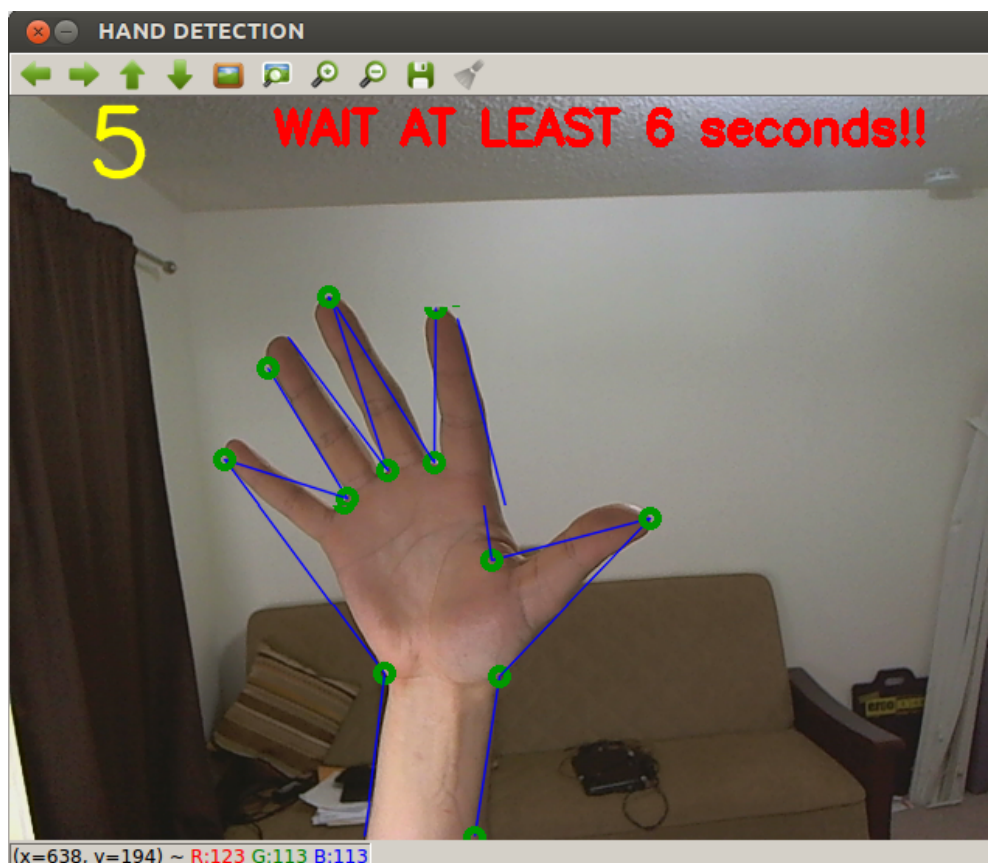 HAND DETECTION
5 WAIT AT LEAST 6 seconds!!
(x=638, y=194) ~ R:123 G:113 B:113